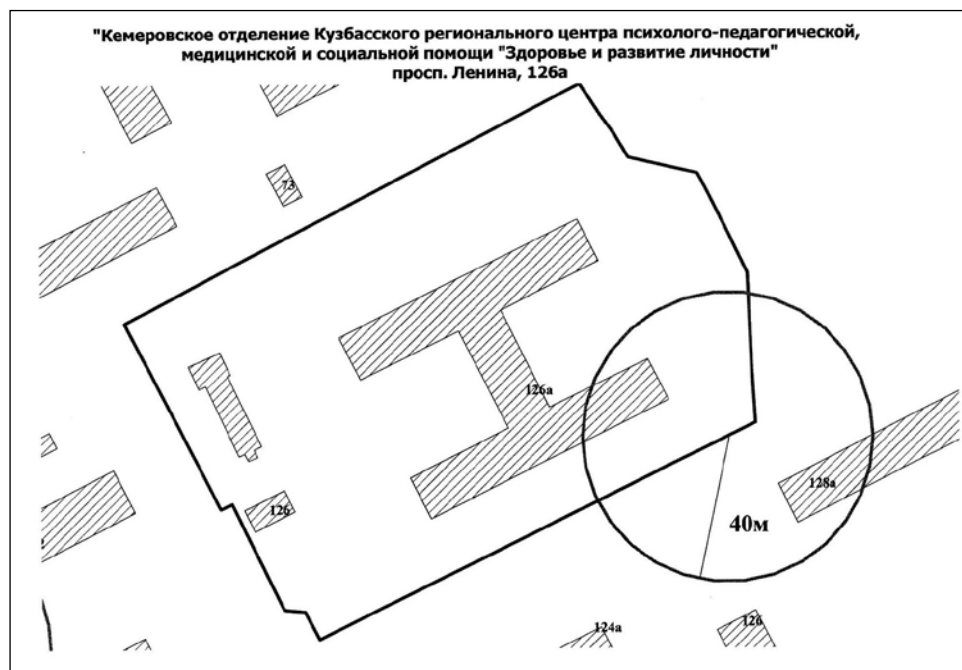 "Кемеровское отделение Кузбасского регионального центра психолого-педагогической,
медицинской и социальной помощи "Здоровье и развитие личности"
просп. Ленина, 126а
73
126а
126
128а
40м
124а
126